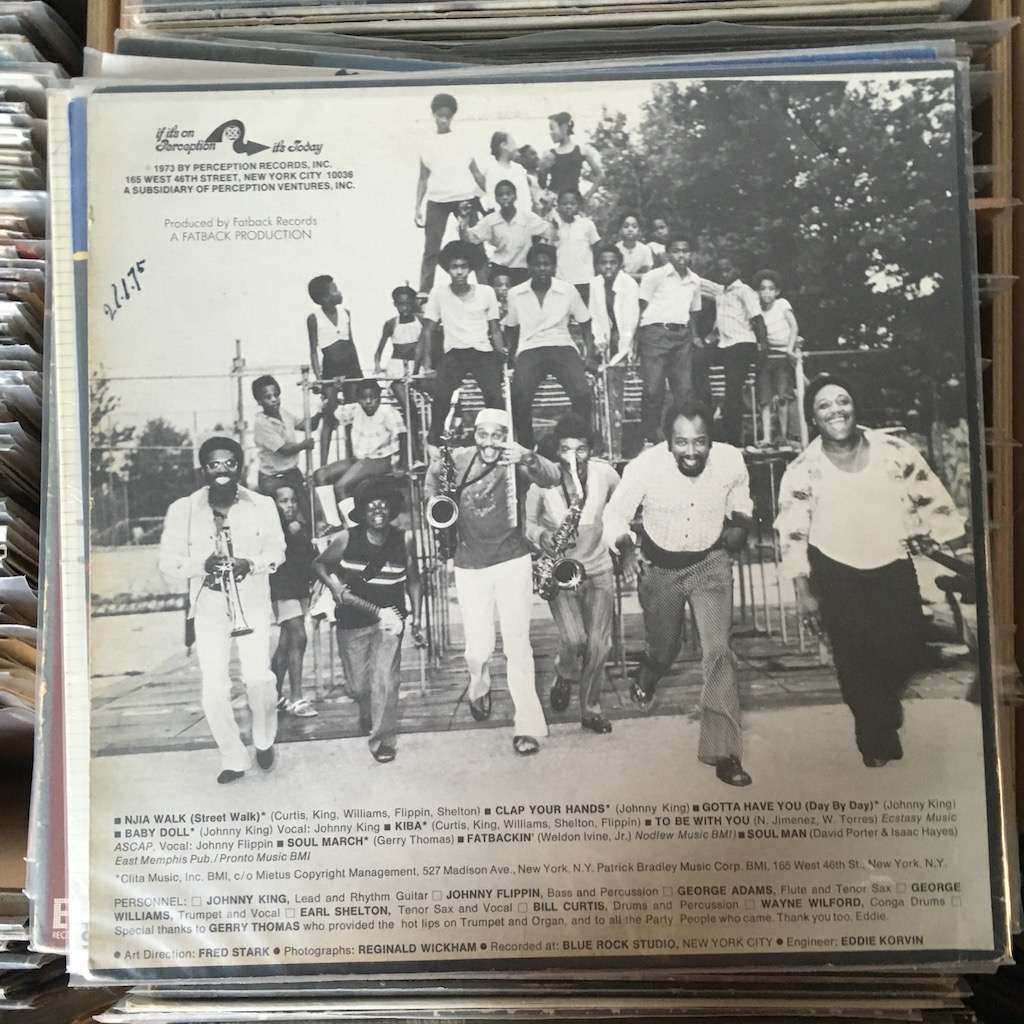 if it's on
Perception it's Today
© 1973 BY PERCEPTION RECORDS, INC.
165 WEST 46TH STREET, NEW YORK CITY 10036
A SUBSIDIARY OF PERCEPTION VENTURES, INC.
Produced by Fatback Records
A FATBACK PRODUCTION
■ NJIA WALK (Street Walk)* (Curtis, King, Williams, Flippin, Shelton) ■ CLAP YOUR HANDS* (Johnny King) ■ GOTTA HAVE YOU (Day By Day)* (Johnny King)
■ BABY DOLL* (Johnny King) Vocal: Johnny King ■ KIBA* (Curtis, King, Williams, Shelton, Flippin) ■ TO BE WITH YOU (N. Jimenez, W. Torres) Ecstasy Music
ASCAP, Vocal: Johnny Flippin ■ SOUL MARCH* (Gerry Thomas) ■ FATBACKIN' (Weldon Ivine, Jr.) Nodlew Music BMI) ■ SOUL MAN (David Porter & Isaac Hayes)
East Memphis Pub./Pronto Music BMI
*Clita Music, Inc. BMI, c/o Mietus Copyright Management, 527 Madison Ave., New York, N.Y. Patrick Bradley Music Corp. BMI, 165 West 46th St., New York, N.Y.
PERSONNEL: □ JOHNNY KING, Lead and Rhythm Guitar □ JOHNNY FLIPPIN, Bass and Percussion □ GEORGE ADAMS, Flute and Tenor Sax □ GEORGE
WILLIAMS, Trumpet and Vocal □ EARL SHELTON, Tenor Sax and Vocal □ BILL CURTIS, Drums and Percussion □ WAYNE WILFORD, Conga Drums □
Special thanks to GERRY THOMAS who provided the hot lips on Trumpet and Organ, and to all the Party People who came. Thank you too, Eddie.
● Art Direction: FRED STARK ● Photographs: REGINALD WICKHAM ● Recorded at: BLUE ROCK STUDIO, NEW YORK CITY ● Engineer: EDDIE KORVIN